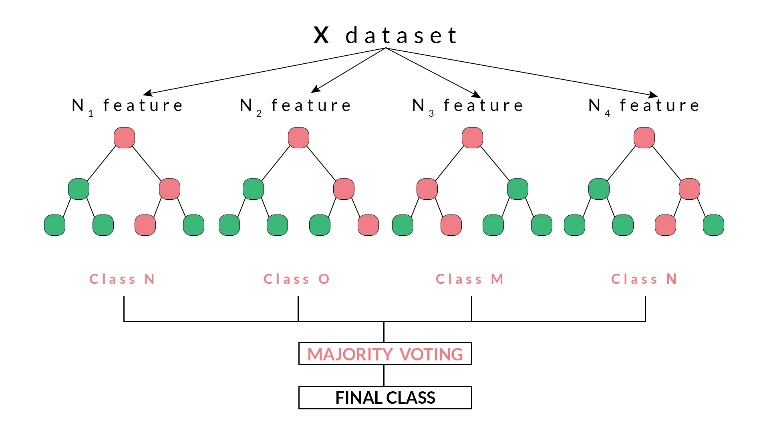 X dataset
N1 feature
N2 feature
N3 feature
N4 feature
Class N
Class O
Class M
Class N
MAJORITY VOTING
FINAL CLASS